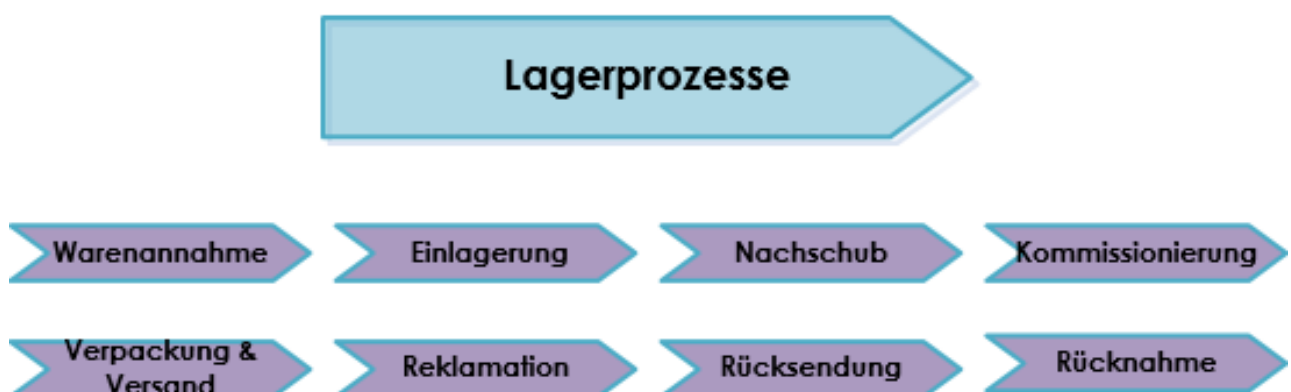 Lagerprozesse
Warenannahme
Einlagerung
Nachschub
Kommissionierung
Verpackung &
Versand
Reklamation
Rücksendung
Rücknahme